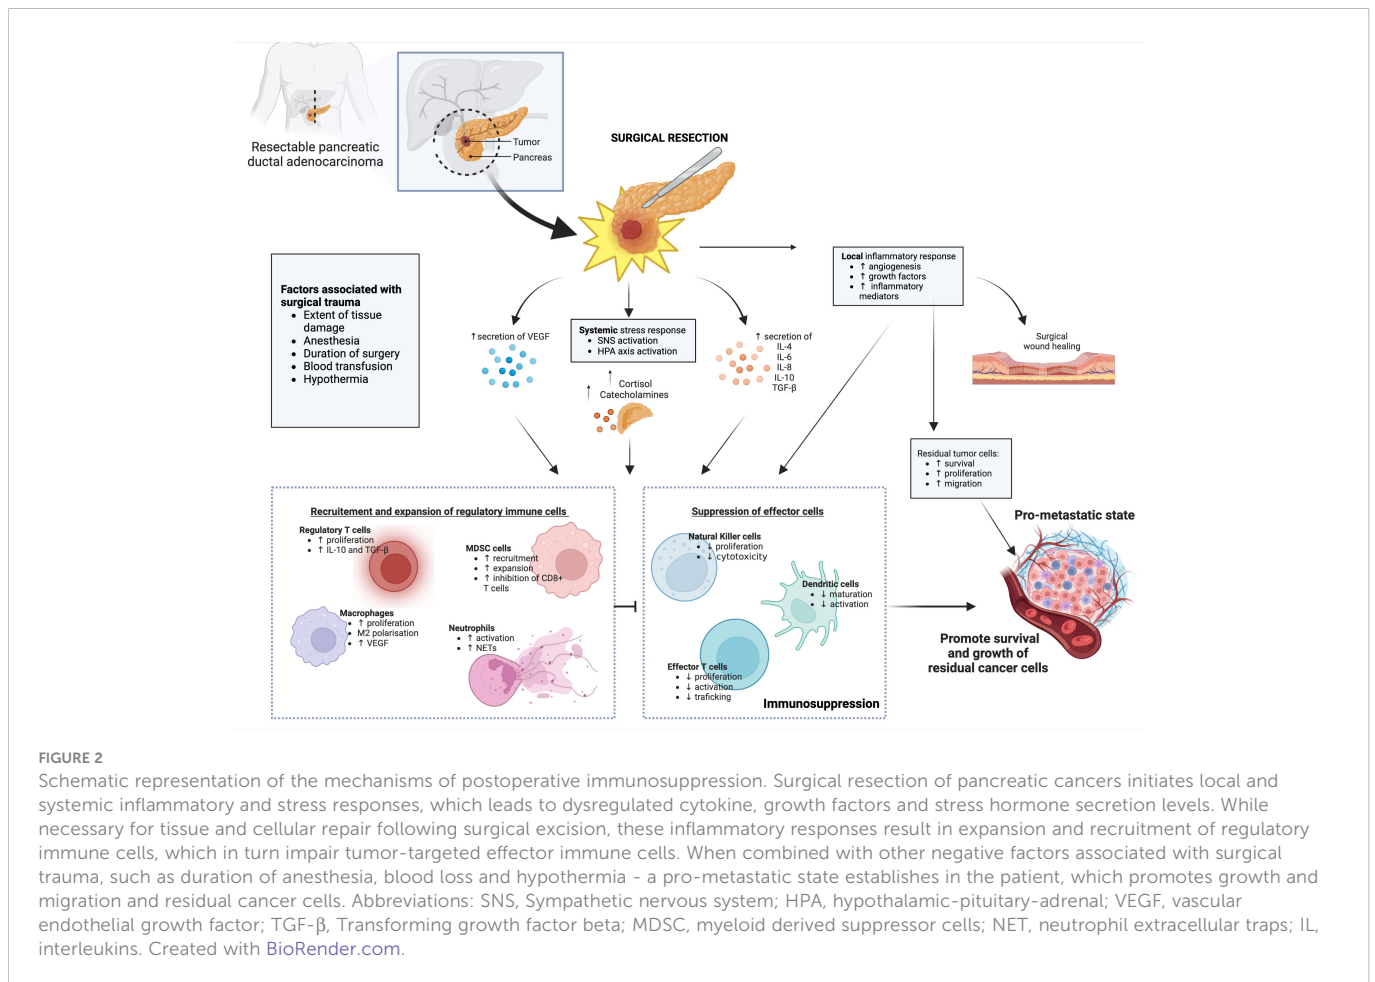 Resectable pancreatic
ductal adenocarcinoma
Tumor
Pancreas
SURGICAL RESECTION
Factors associated with
surgical trauma
• Extent of tissue
damage
• Anesthesia
• Duration of surgery
• Blood transfusion
• Hypothermia
↑secretion of VEGF
Systemic stress response
• SNS activation
• HPA axis activation
↑ ↑ Cortisol
Catecholamines
↑ secretion of
IL-4
IL-6
IL-8
IL-10
TGF-β
Local inflammatory response
• ↑ angiogenesis
• ↑ growth factors
• ↑ inflammatory
mediators
Surgical
wound healing
Residual tumor cells:
• ↑ survival
• ↑ proliferation
• ↑ migration
Recruitement and expansion of regulatory immune cells
Regulatory T cells
• ↑ proliferation
• ↑ IL-10 and TGF-β
MDSC cells
• ↑ recruitment
• ↑ expansion
• ↑ inhibition of CD8+
T cells
Macrophages
• ↑ proliferation
• M2 polarisation
• ↑ VEGF
Neutrophils
• ↑ activation
• ↑ NETs
Suppression of effector cells
Natural Killer cells
• ↓ proliferation
• ↓ cytotoxicity
Dendritic cells
• ↓ maturation
• ↓ activation
Effector T cells
• ↓ proliferation
• ↓ activation
• ↓ traficking
Immunosuppression
Pro-metastatic state
Promote survival
and growth of
residual cancer cells
FIGURE 2
Schematic representation of the mechanisms of postoperative immunosuppression. Surgical resection of pancreatic cancers initiates local and
systemic inflammatory and stress responses, which leads to dysregulated cytokine, growth factors and stress hormone secretion levels. While
necessary for tissue and cellular repair following surgical excision, these inflammatory responses result in expansion and recruitment of regulatory
immune cells, which in turn impair tumor-targeted effector immune cells. When combined with other negative factors associated with surgical
trauma, such as duration of anesthesia, blood loss and hypothermia - a pro-metastatic state establishes in the patient, which promotes growth and
migration and residual cancer cells. Abbreviations: SNS, Sympathetic nervous system; HPA, hypothalamic-pituitary-adrenal; VEGF, vascular
endothelial growth factor; TGF-β, Transforming growth factor beta; MDSC, myeloid derived suppressor cells; NET, neutrophil extracellular traps; IL,
interleukins. Created with BioRender.com.